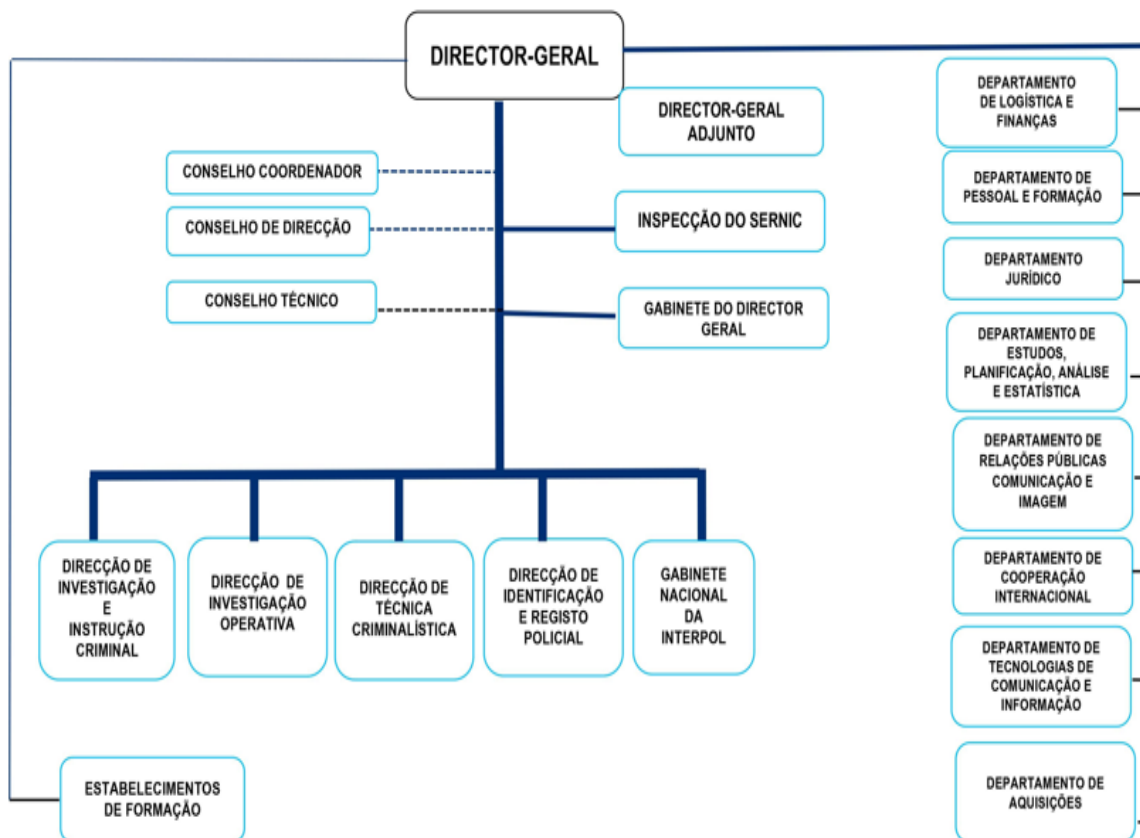 DIRECTOR-GERAL
DIRECTOR-GERAL
ADJUNTO
CONSELHO COORDENADOR
CONSELHO DE DIRECÇÃO
INSPECÇÃO DO SERNIC
CONSELHO TÉCNICO
GABINETE DO DIRECTOR
GERAL
DIRECÇÃO DE
INVESTIGAÇÃO
E
INSTRUÇÃO
CRIMINAL
DIRECÇÃO DE
INVESTIGAÇÃO
OPERATIVA
DIRECÇÃO DE
TÉCNICA
CRIMINALÍSTICA
DIRECÇÃO DE
IDENTIFICAÇÃO
E REGISTO
POLICIAL
GABINETE
NACIONAL
DA
INTERPOL
ESTABELECIMENTOS
DE FORMAÇÃO
DEPARTAMENTO
DE LOGÍSTICA E
FINANÇAS
DEPARTAMENTO DE
PESSOAL E FORMAÇÃO
DEPARTAMENTO
JURÍDICO
DEPARTAMENTO DE
ESTUDOS,
PLANIFICAÇÃO, ANÁLISE
E ESTATÍSTICA
DEPARTAMENTO DE
RELAÇÕES PÚBLICAS
COMUNICAÇÃO E
IMAGEM
DEPARTAMENTO DE
COOPERAÇÃO
INTERNACIONAL
DEPARTAMENTO DE
TECNOLOGIAS DE
COMUNICAÇÃO E
INFORMAÇÃO
DEPARTAMENTO DE
AQUISIÇÕES